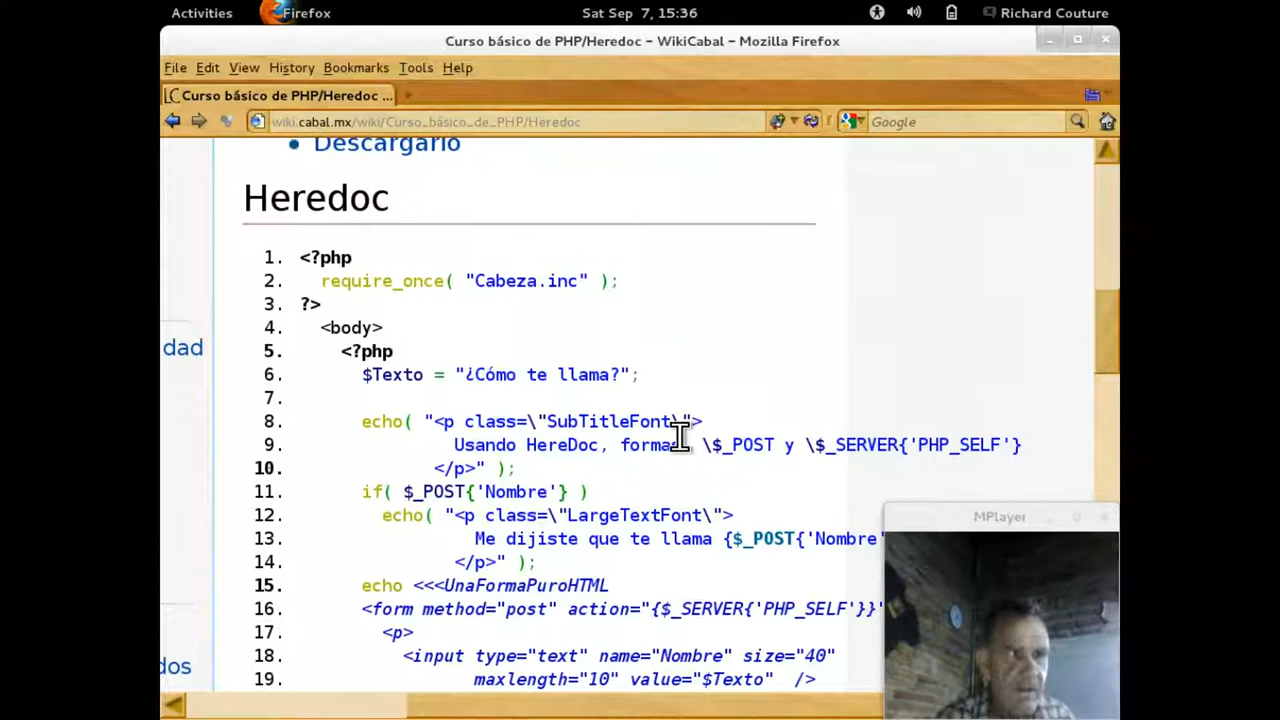 Activities Firefox Sat Sep 7, 15:36 Richard Couture
Curso básico de PHP/Heredoc - WikiCabal - Mozilla Firefox
File Edit View History Bookmarks Tools Help
Curso básico de PHP/Heredoc ...
wiki.cabal.mx/wiki/Curso_básico_de_PHP/Heredoc Google
Descargarlo
Heredoc
1. <?php
2. require_once( "Cabeza.inc" );
3. ?>
4. <body>
5. <?php
6. $Texto = "¿Cómo te llama?";
7.
8. echo( "<p class=\"SubTitleFont\">
9. Usando HereDoc, forma \$_POST y \$_SERVER{'PHP_SELF'}
10. </p>" );
11. if( $_POST{'Nombre'} )
12. echo( "<p class=\"LargeTextFont\">
13. Me dijiste que te llama {$_POST{'Nombre'
14. </p>" );
15. echo <<<UnaFormaPuroHTML
16. <form method="post" action="{$_SERVER{'PHP_SELF'}}"
17. <p>
18. <input type="text" name="Nombre" size="40"
19. maxlength="10" value="$Texto" />
dad
dos
MPlayer